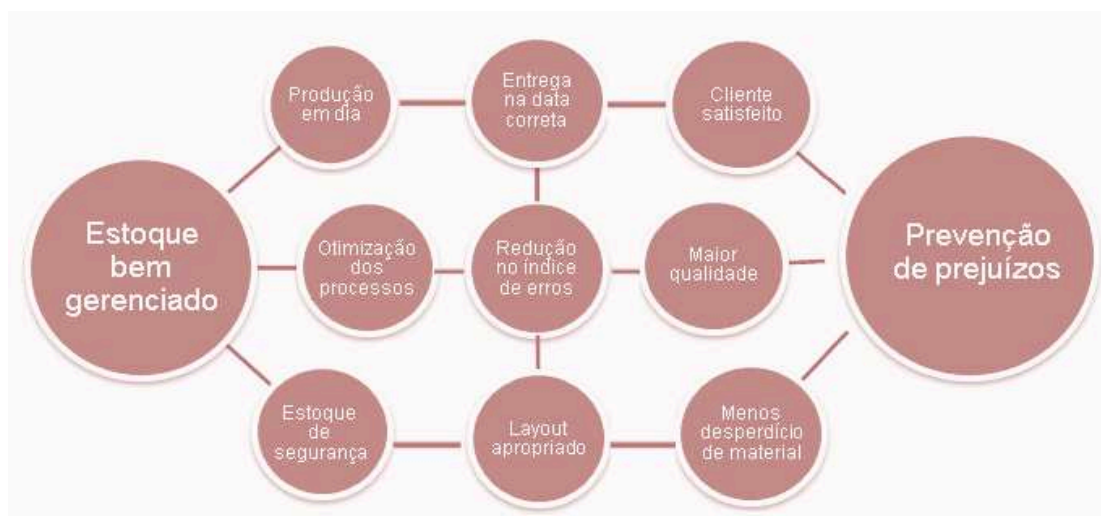 Estoque
bem
gerenciado
Produção
em dia
Entrega
na data
correta
Cliente
satisfeito
Otimização
dos
processos
Redução
no índice
de erros
Maior
qualidade
Estoque
de
segurança
Layout
apropriado
Menos
desperdício
de material
Prevenção
de prejuízos